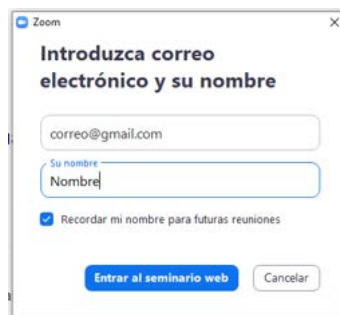 Zoom
Introduzca correo
electrónico y su nombre
correo@gmail.com
Su nombre
Nombre
Recordar mi nombre para futuras reuniones
Entrar al seminario web Cancelar